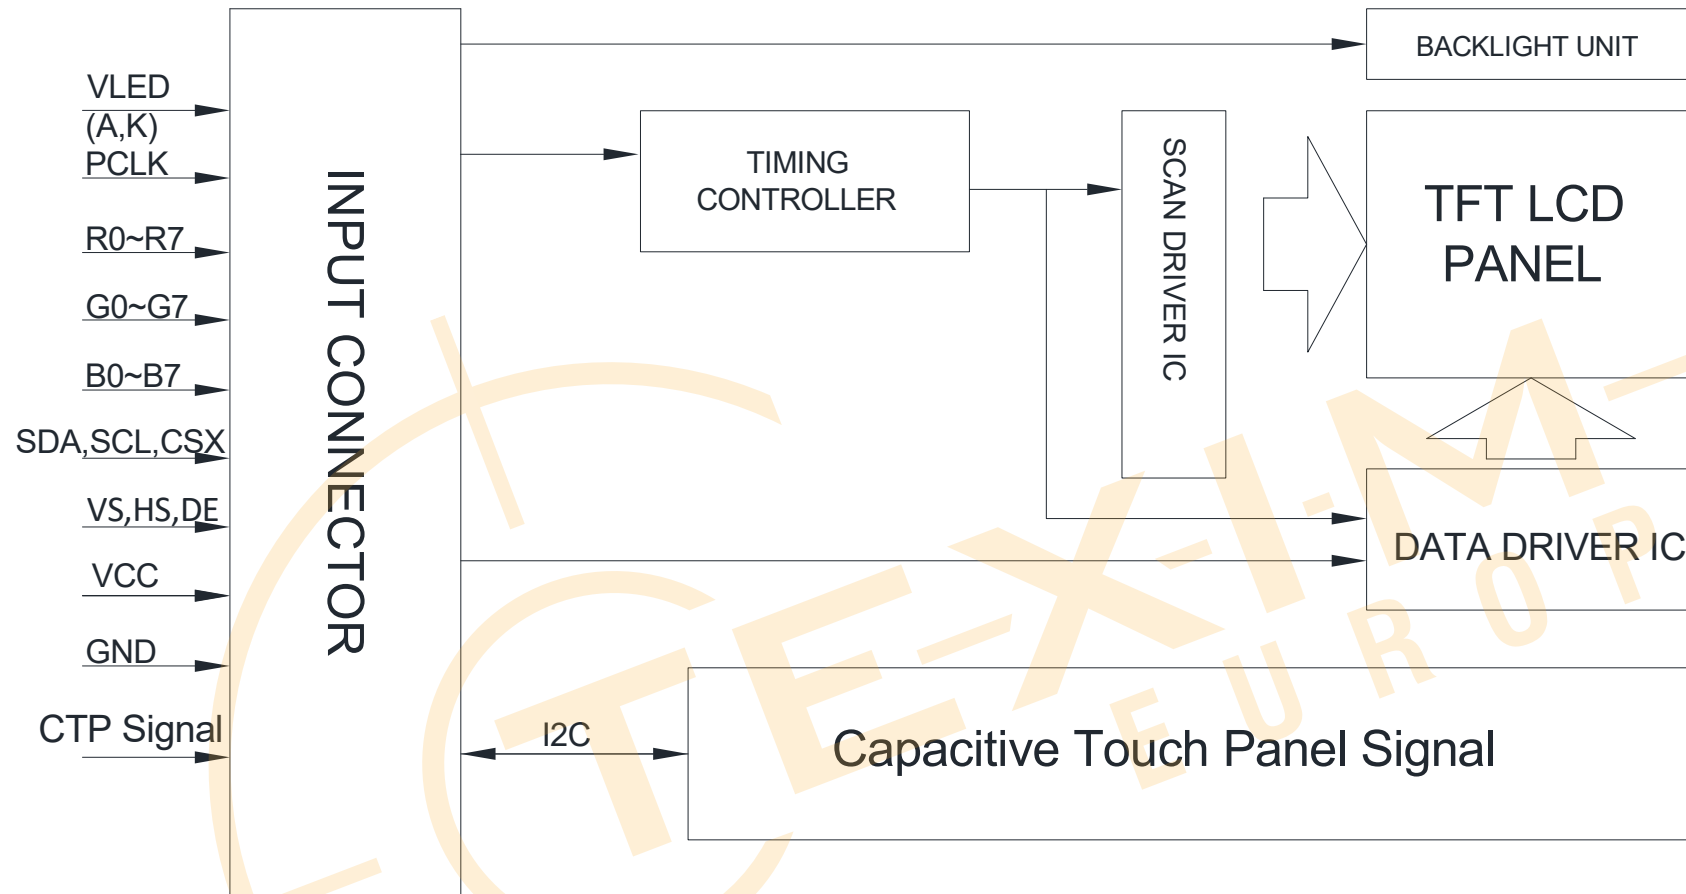 VLED
(A,K)
PCLK
R0~R7
G0~G7
B0~B7
SDA,SCL,CSX
VS,HS,DE
VCC
GND
CTP Signal
INPUT CONNECTOR
BACKLIGHT UNIT
TIMING
CONTROLLER
SCAN DRIVER IC
TFT LCD
PANEL
DATA DRIVER IC
I2C
Capacitive Touch Panel Signal
TEXIM
EUROP